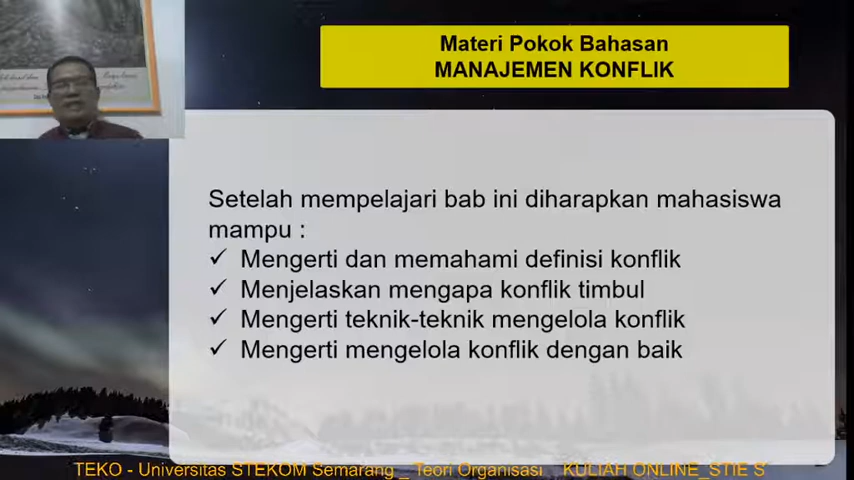 Materi Pokok Bahasan
MANAJEMEN KONFLIK
Setelah mempelajari bab ini diharapkan mahasiswa
mampu :
✓ Mengerti dan memahami definisi konflik
✓ Menjelaskan mengapa konflik timbul
✓ Mengerti teknik-teknik mengelola konflik
✓ Mengerti mengelola konflik dengan baik
TEKO - Universitas STEKOM Semarang _ Teori Organisasi KULIAH ONLINE_STIE S